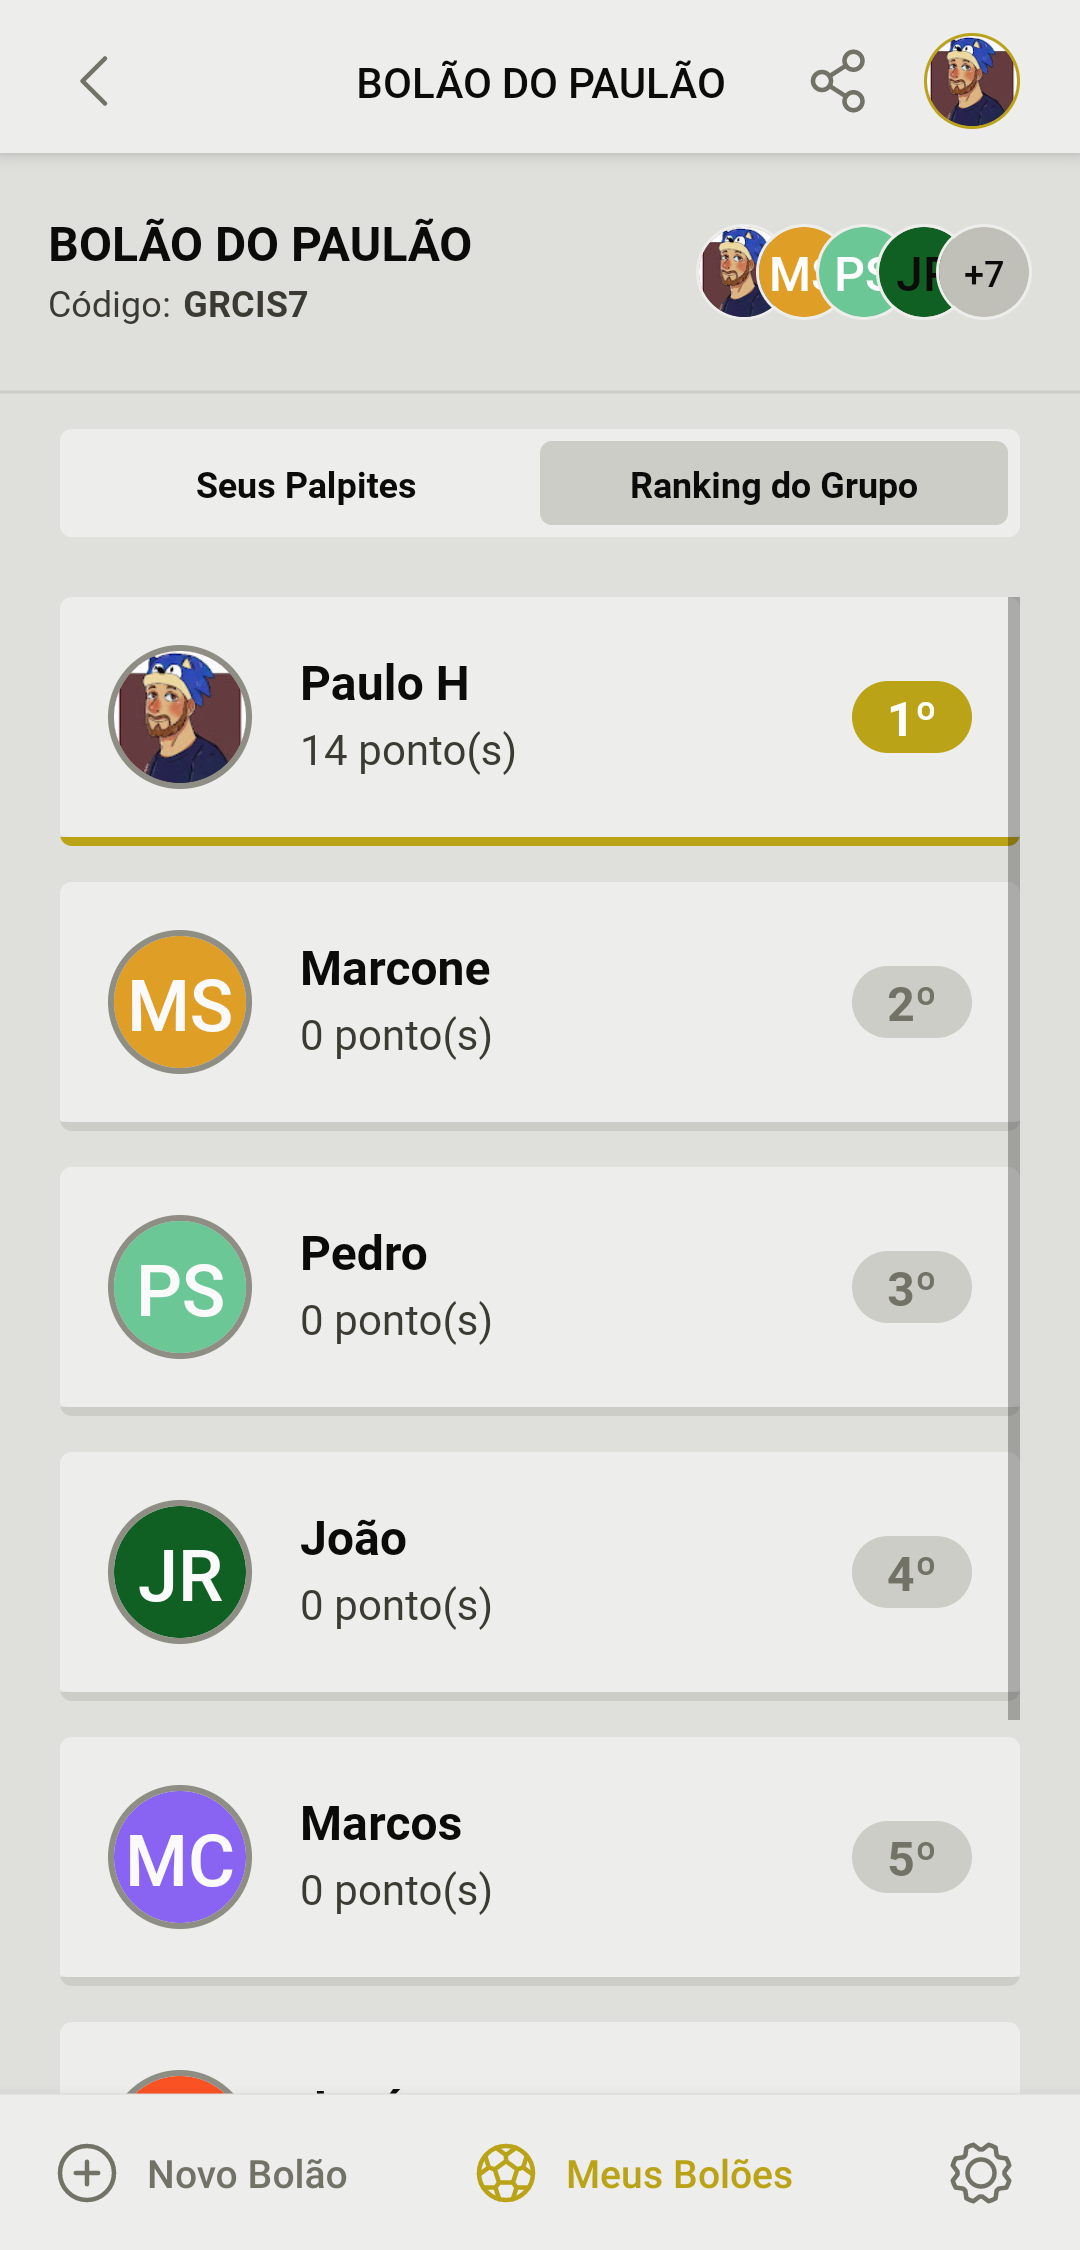 BOLÃO DO PAULÃO
BOLÃO DO PAULÃO
Código: GRCIS7
MS PS JR +7
Seus Palpites
Ranking do Grupo
Paulo H
14 ponto(s)
1º
MS
Marcone
0 ponto(s)
2º
PS
Pedro
0 ponto(s)
3º
JR
João
0 ponto(s)
4º
MC
Marcos
0 ponto(s)
5º
Novo Bolão
Meus Bolões